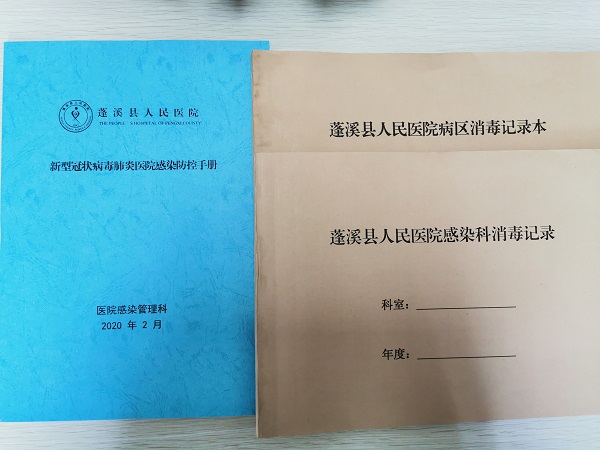 蓬溪县人民医院
THE PEOPLE'S HOSPITAL OF PENGXI COUNTY
新型冠状病毒肺炎医院感染防控手册
医院感染管理科
2020 年 2 月
蓬溪县人民医院病区消毒记录本
蓬溪县人民医院感染科消毒记录
科室：
年度：